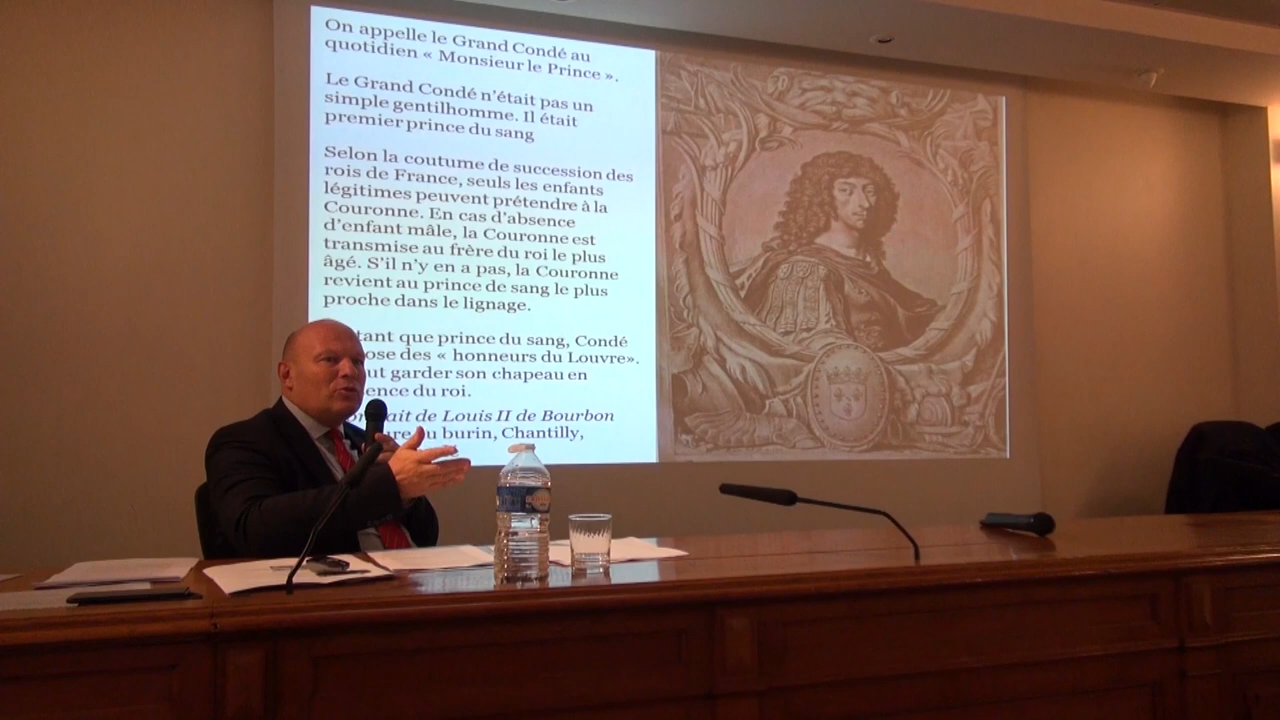 On appelle le Grand Condé au
quotidien « Monsieur le Prince ».
Le Grand Condé n'était pas un
simple gentilhomme. Il était
premier prince du sang
Selon la coutume de succession des
rois de France, seuls les enfants
légitimes peuvent prétendre à la
Couronne. En cas d'absence
d'enfant mâle, la Couronne est
transmise au frère du roi le plus
âgé. S'il n'y en a pas, la Couronne
revient au prince de sang le plus
proche dans le lignage.
tant que prince du sang, Condé
ose des « honneurs du Louvre».
ut garder son chapeau en
ence du roi.
ait de Louis II de Bourbon
ure au burin, Chantilly,